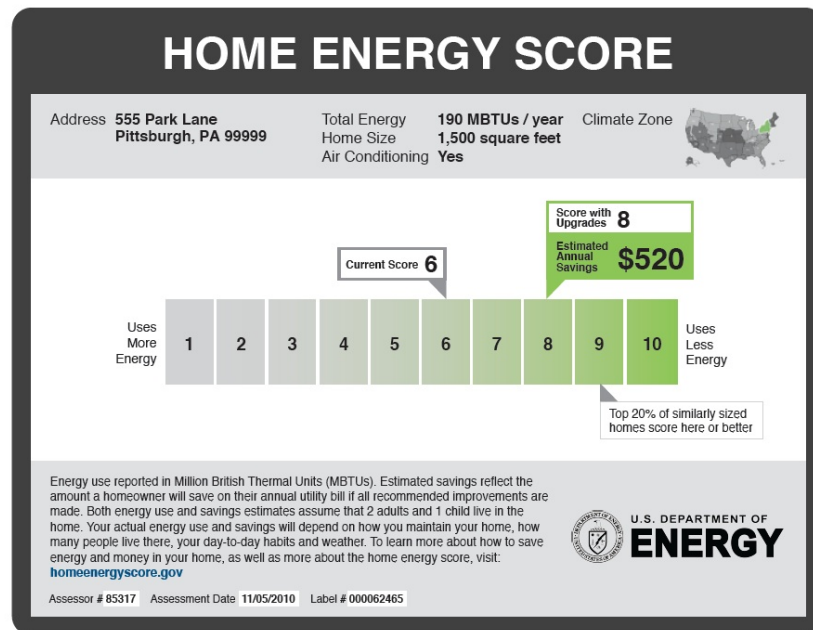 HOME ENERGY SCORE
Address 555 Park Lane
Pittsburgh, PA 99999
Total Energy 190 MBTUs / year
Home Size 1,500 square feet
Air Conditioning Yes
Climate Zone
Score with
Upgrades 8
Estimated
Annual
Savings $520
Current Score 6
Uses
More
Energy
1 2 3 4 5 6 7 8 9 10
Uses
Less
Energy
Top 20% of similarly sized
homes score here or better
Energy use reported in Million British Thermal Units (MBTUs). Estimated savings reflect the
amount a homeowner will save on their annual utility bill if all recommended improvements are
made. Both energy use and savings estimates assume that 2 adults and 1 child live in the
home. Your actual energy use and savings will depend on how you maintain your home, how
many people live there, your day-to-day habits and weather. To learn more about how to save
energy and money in your home, as well as more about the home energy score, visit:
homeenergyscore.gov
U.S. DEPARTMENT OF
ENERGY
Assessor # 85317 Assessment Date 11/05/2010 Label # 000062465